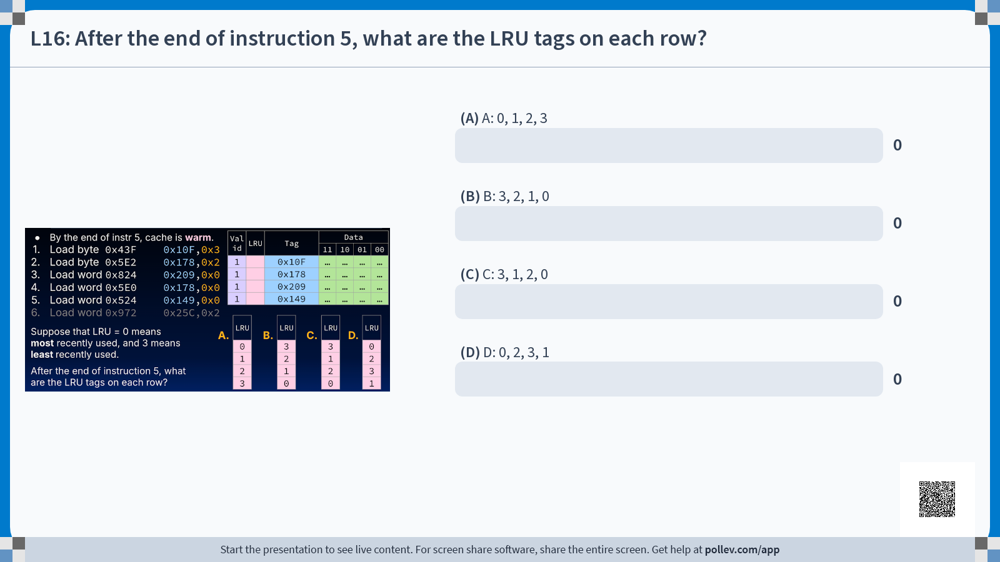 L16: After the end of instruction 5, what are the LRU tags on each row?
● By the end of instr 5, cache is warm.
1. Load byte 0x43F 0x10F,0x3
2. Load byte 0x5E2 0x178,0x2
3. Load word 0x824 0x209,0x0
4. Load word 0x5E0 0x178,0x0
5. Load word 0x524 0x149,0x0
6. Load word 0x972 0x25C,0x2
Suppose that LRU = 0 means
most recently used, and 3 means
least recently used.
After the end of instruction 5, what
are the LRU tags on each row?
Val id LRU Tag Data
11 10 01 00
1 0x10F … … … …
1 0x178 … … … …
1 0x209 … … … …
1 0x149 … … … …
A. LRU B. LRU C. LRU D. LRU
0 3 3 0
1 2 1 2
2 1 2 3
3 0 0 1
(A) A: 0, 1, 2, 3
0
(B) B: 3, 2, 1, 0
0
(C) C: 3, 1, 2, 0
0
(D) D: 0, 2, 3, 1
0
Start the presentation to see live content. For screen share software, share the entire screen. Get help at pollev.com/app